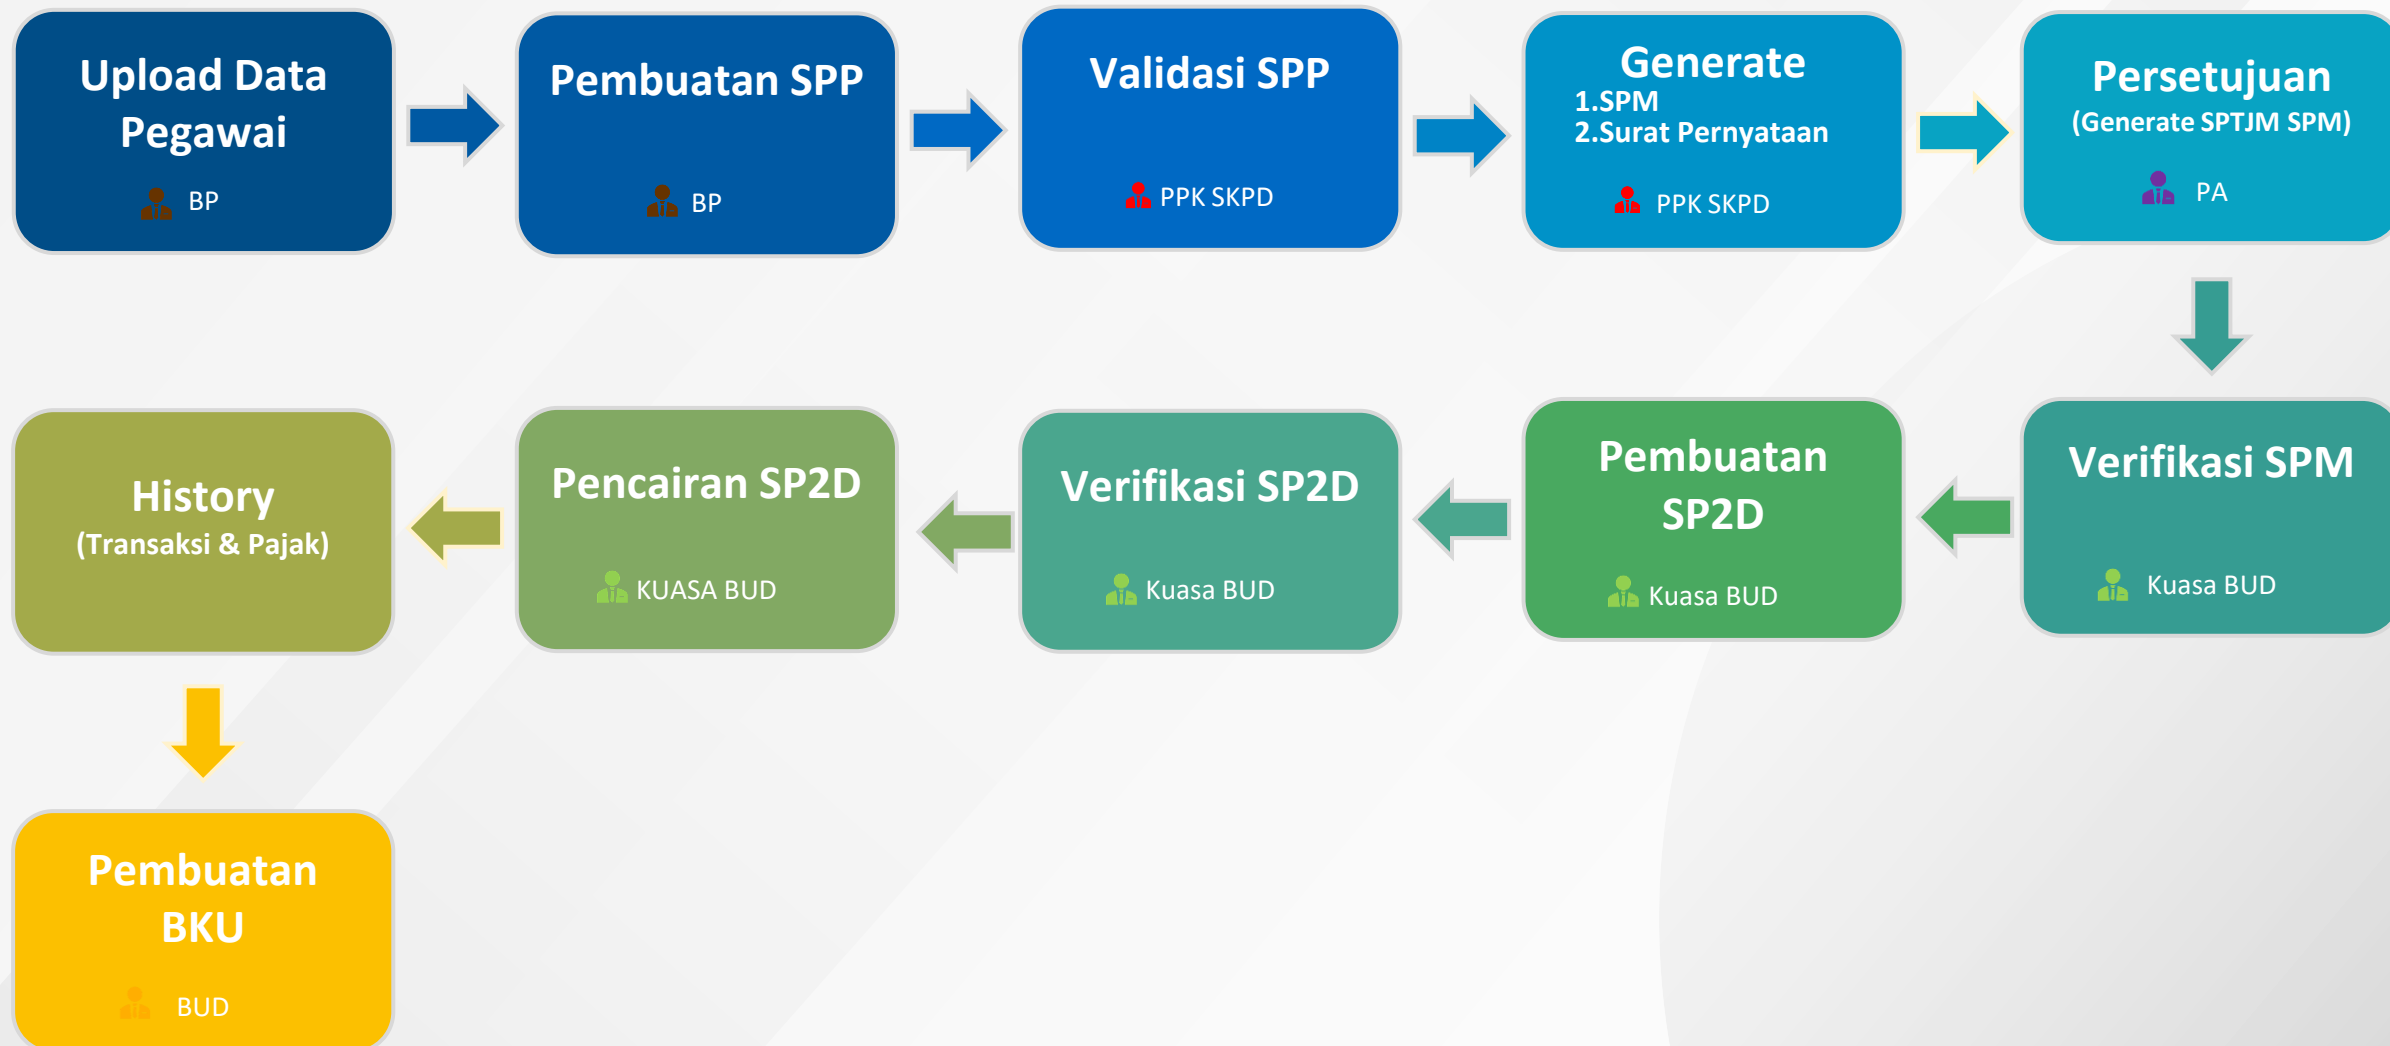 Upload Data
Pegawai
BP
Pembuatan SPP
BP
Validasi SPP
PPK SKPD
Generate
1.SPM
2.Surat Pernyataan
PPK SKPD
Persetujuan
(Generate SPTJM SPM)
PA
Verifikasi SPM
Kuasa BUD
Pembuatan
SP2D
Kuasa BUD
Verifikasi SP2D
Kuasa BUD
Pencairan SP2D
KUASA BUD
History
(Transaksi & Pajak)
Pembuatan
BKU
BUD